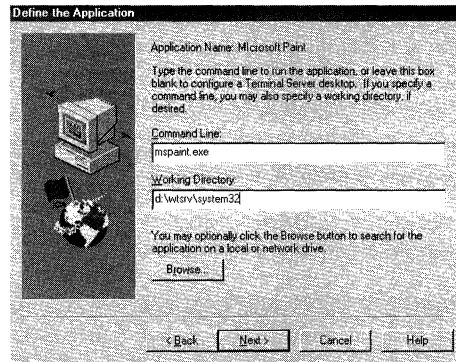 Define the Application
Application Name: Microsoft Paint
Type the command line to run the application, or leave this box
blank to configure a Terminal Server desktop. If you specify a
command line, you may also specify a working directory, if
desired.
Command Line:
mspaint.exe
Working Directory:
d:\wtsrv\system32
You may optionally click the Browse button to search for the
application on a local or network drive.
Browse...
< Back
Next >
Cancel
Help